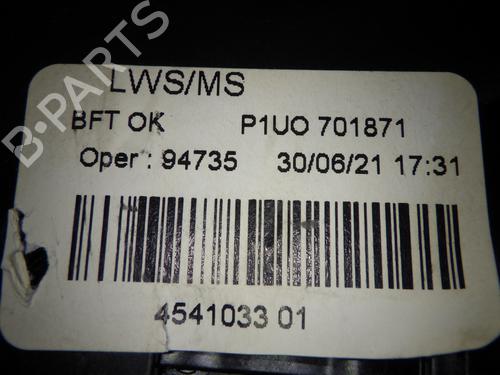 LWS/MS
BFT OK P1UO 701871
Oper : 94735 30/06/21 17:31
4541033 01
B-PARTS